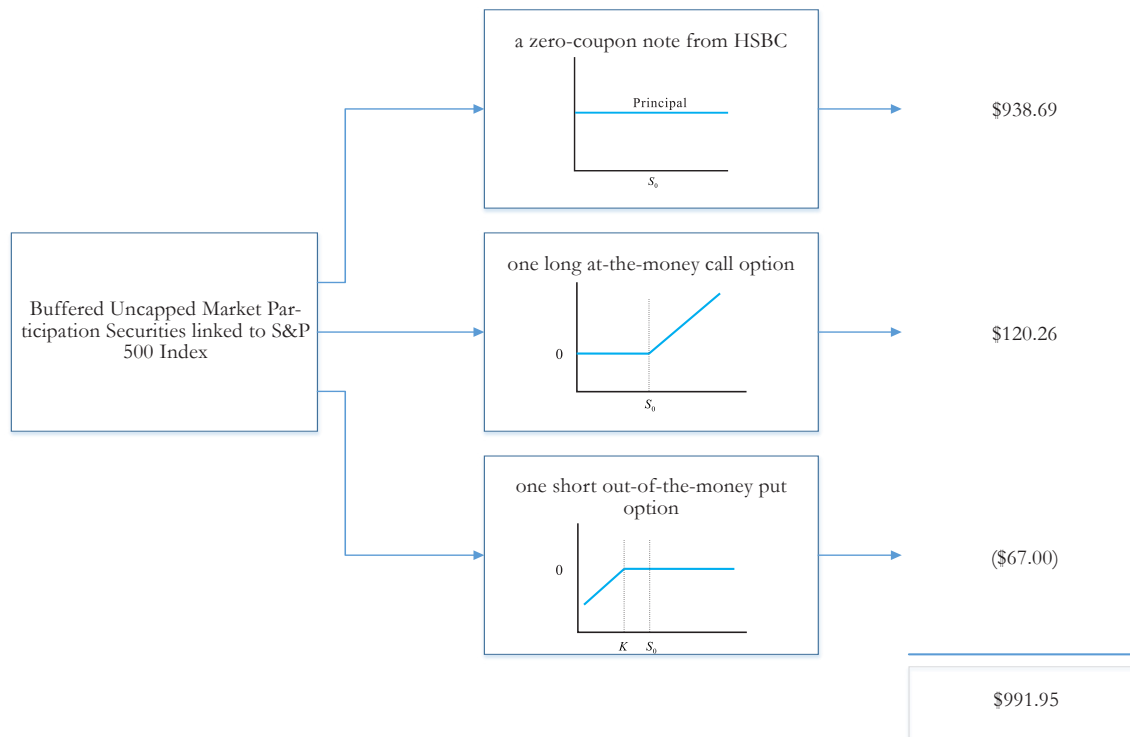 a zero-coupon note from HSBC
Principal
S₀
$938.69
Buffered Uncapped Market Par-
ticipation Securities linked to S&P
500 Index
one long at-the-money call option
0
S₀
$120.26
one short out-of-the-money put
option
0
K S₀
($67.00)
$991.95